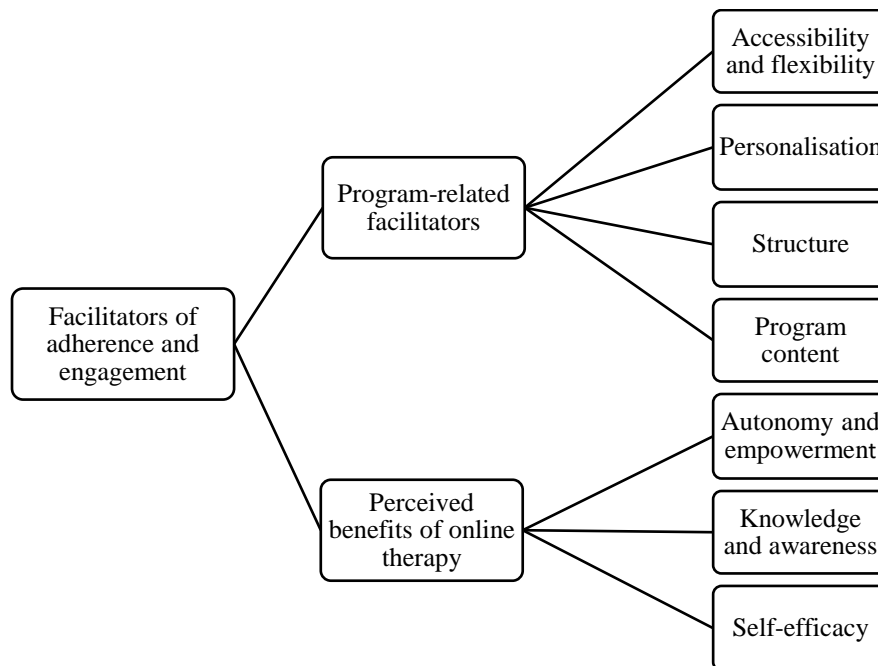 Facilitators of
adherence and
engagement
Program-related
facilitators
Accessibility
and flexibility
Personalisation
Structure
Program
content
Perceived
benefits of online
therapy
Autonomy and
empowerment
Knowledge
and awareness
Self-efficacy